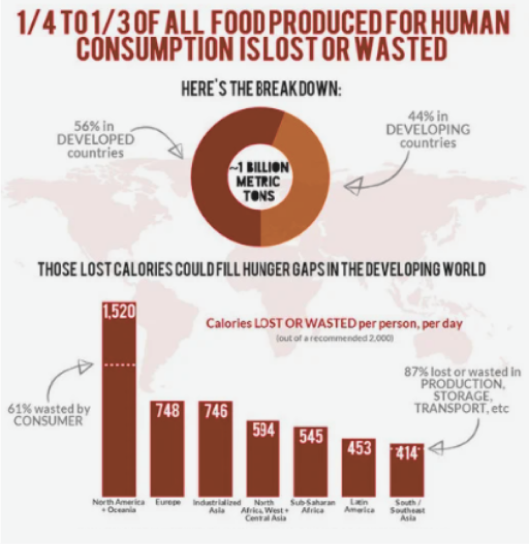 1/4 TO 1/3 OF ALL FOOD PRODUCED FOR HUMAN
CONSUMPTION IS LOST OR WASTED
HERE'S THE BREAKDOWN:
56% in
DEVELOPED
countries
44% in
DEVELOPING
countries
~1 BILLION
METRIC
TONS
THOSE LOST CALORIES COULD FILL HUNGER GAPS IN THE DEVELOPING WORLD
Calories LOST OR WASTED per person, per day
(out of a recommended 2,000)
1,520
748
746
594
545
453
414
61% wasted by
CONSUMER
87% lost or wasted in
PRODUCTION,
STORAGE,
TRANSPORT, etc
North America
+ Oceania
Europe
Industrialized
Asia
North
Africa, West +
Central Asia
Sub-Saharan
Africa
Latin
America
South /
Southeast
Asia